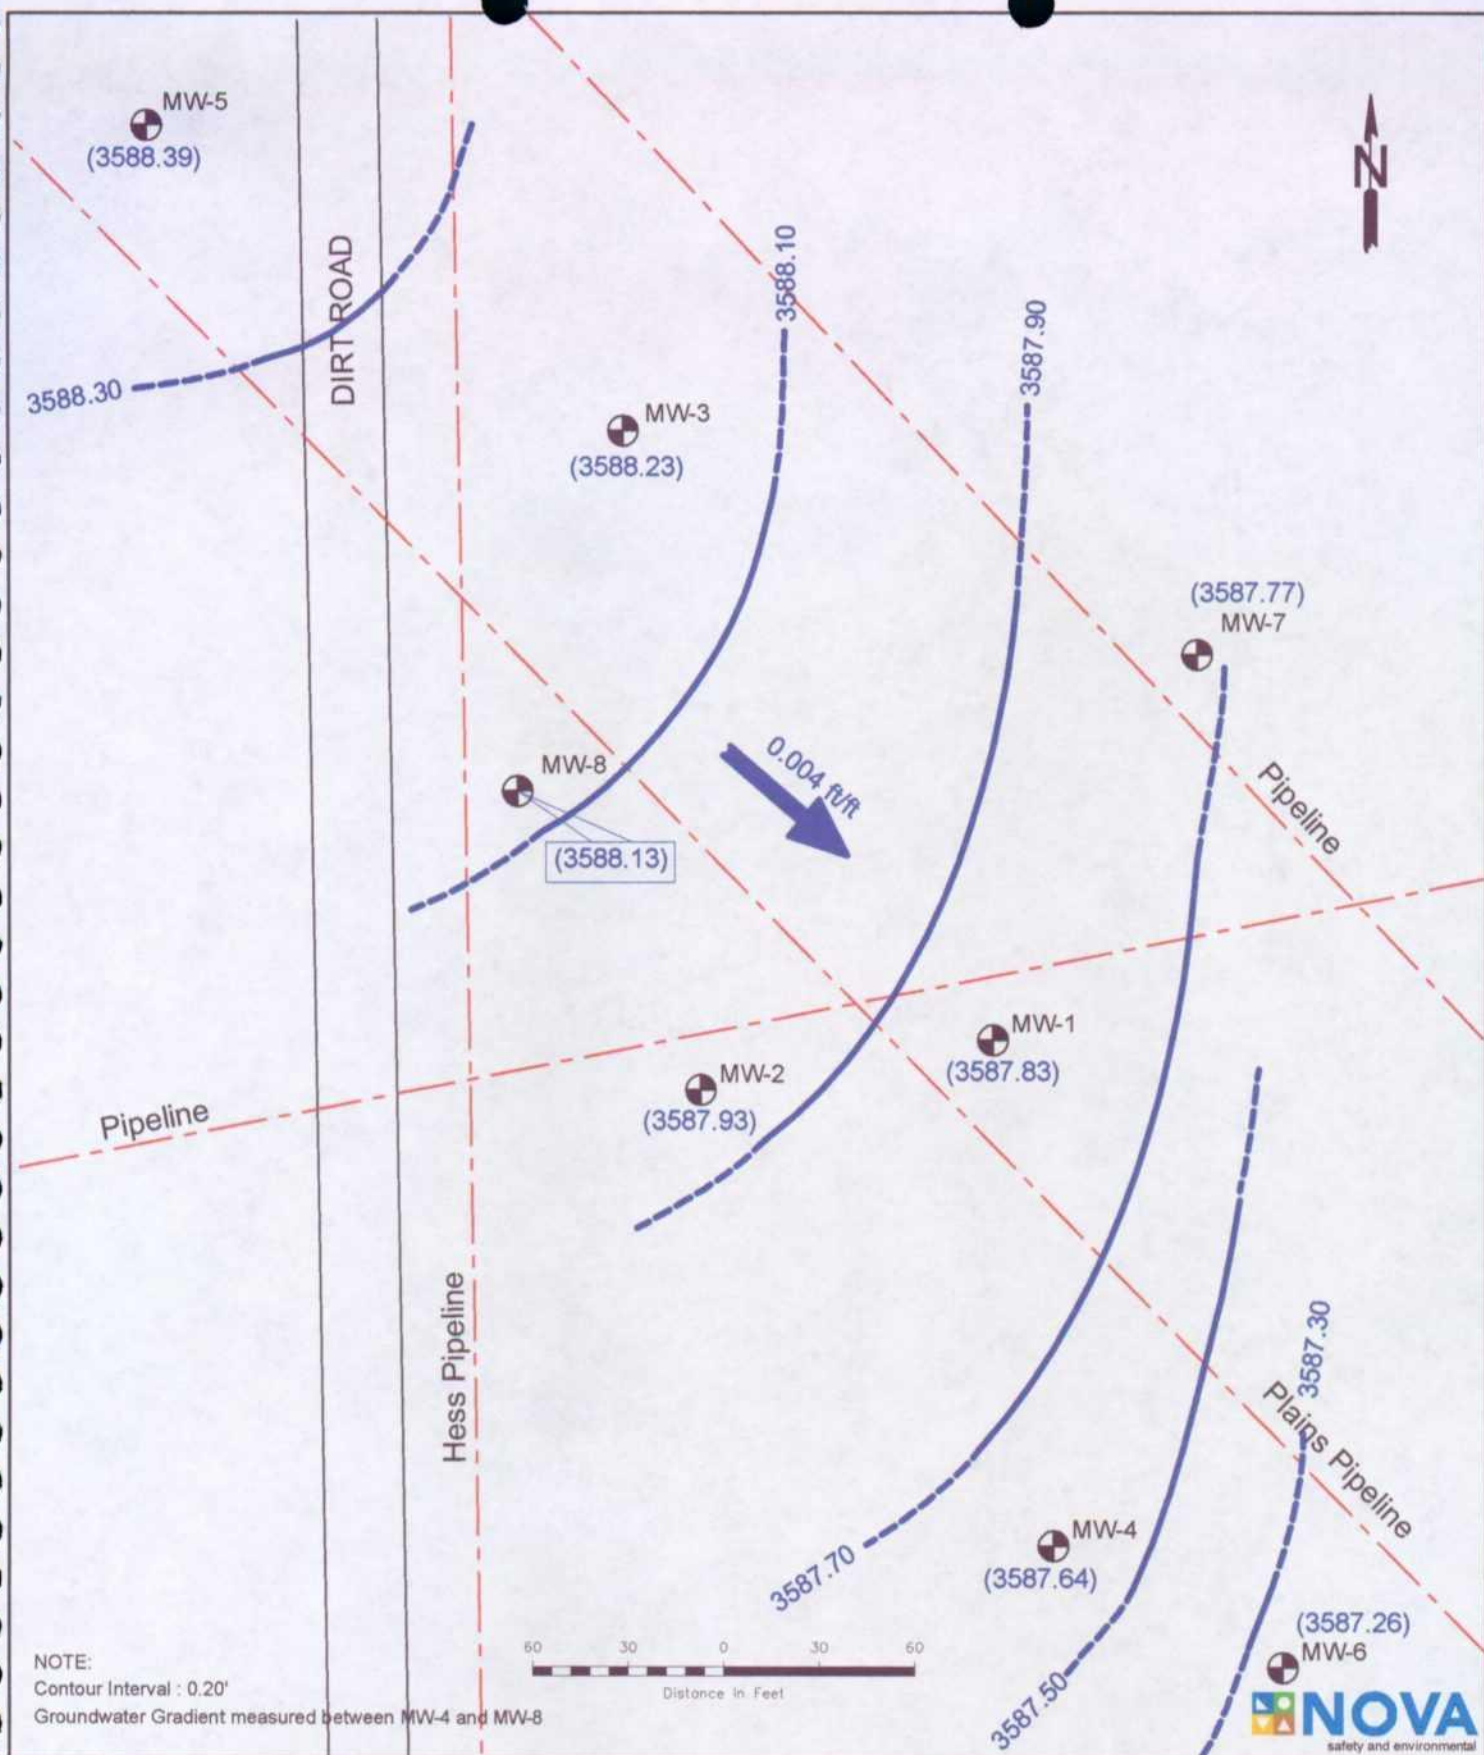 MW-5
(3588.39)
N
DIRT ROAD
3588.10
3587.90
3588.30
MW-3
(3588.23)
(3587.77)
MW-7
0.004 ft/ft
MW-8
(3588.13)
Pipeline
MW-1
(3587.83)
MW-2
(3587.93)
Pipeline
Hess Pipeline
3587.30
Plains Pipeline
MW-4
(3587.64)
3587.70
(3587.26)
MW-6
3587.50
60 30 0 30 60
Distance In Feet
NOTE:
Contour Interval : 0.20'
Groundwater Gradient measured between MW-4 and MW-8
NOVA
safety and environmental